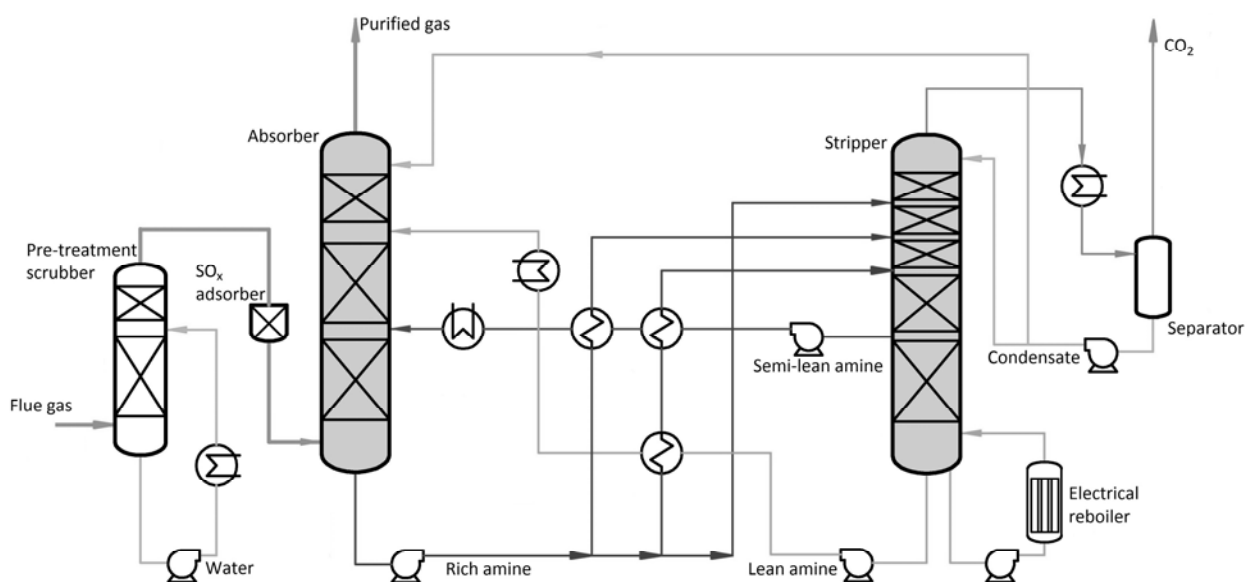 Purified gas
CO₂
Absorber
Stripper
Pre-treatment
scrubber
SOₓ
adsorber
Separator
Condensate
Semi-lean amine
Flue gas
Electrical
reboiler
Water
Rich amine
Lean amine